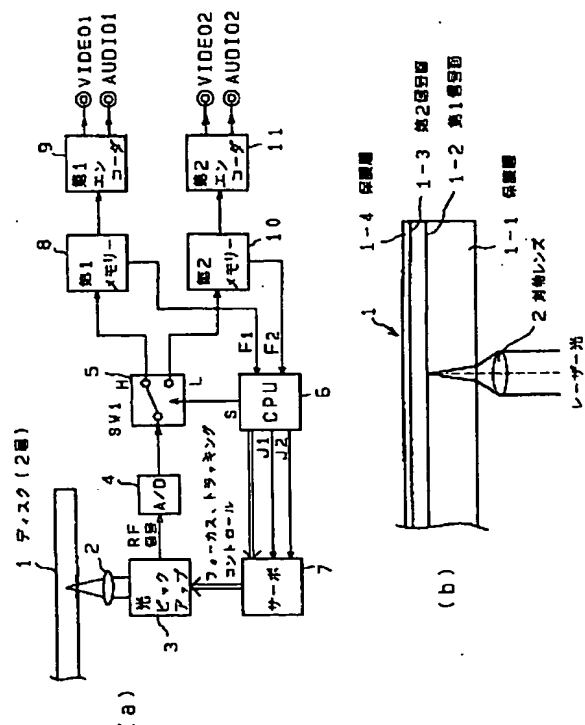 (a)
1 ディスク(2層)
2
光
ピック
アップ
3
RF
信号
4
A/D
SW1
5
H
L
S
CPU
6
F1
F2
J1
J2
フォーカス、トラッキング
コントロール
サーボ
7
8
第1
メモリー
9
第1
エン
コーダ
VIDEO1
AUDIO1
第2
メモリー
10
第2
エン
コーダ
11
VIDEO2
AUDIO2
(b)
1
1-4 保護層
1-3 第2信号面
1-2 第1信号面
1-1 保護層
2 対物レンズ
レーザー光